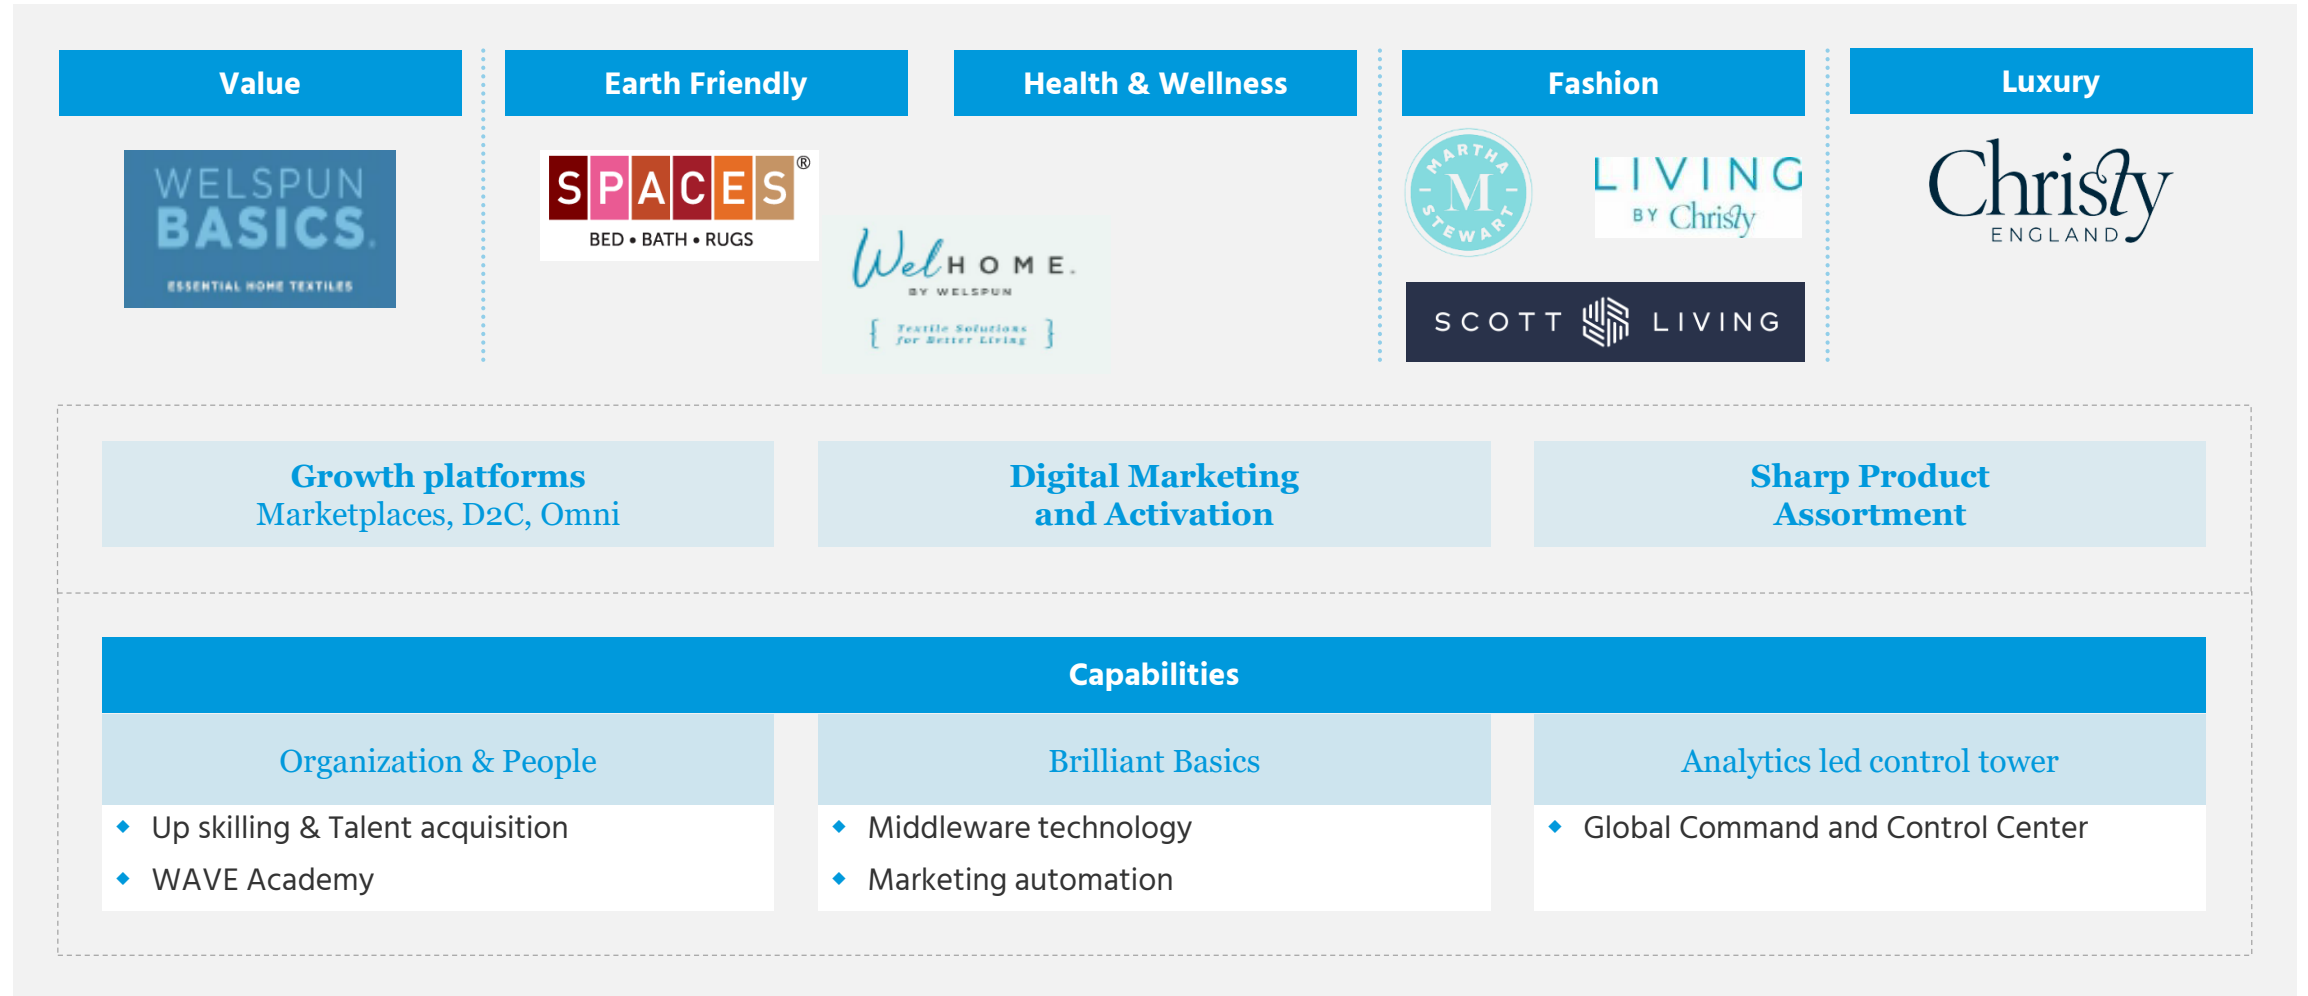 Value
Earth Friendly
Health & Wellness
Fashion
Luxury
WELSPUN
BASICS.
ESSENTIAL HOME TEXTILES
SPACES®
BED • BATH • RUGS
WelHOME.
BY WELSPUN
{ Textile Solutions
for Better Living }
MARTHA
M
STEWART
LIVING
BY Christy
SCOTT LIVING
Christy
ENGLAND
Growth platforms
Marketplaces, D2C, Omni
Digital Marketing
and Activation
Sharp Product
Assortment
Capabilities
Organization & People
◆ Up skilling & Talent acquisition
◆ WAVE Academy
Brilliant Basics
◆ Middleware technology
◆ Marketing automation
Analytics led control tower
◆ Global Command and Control Center